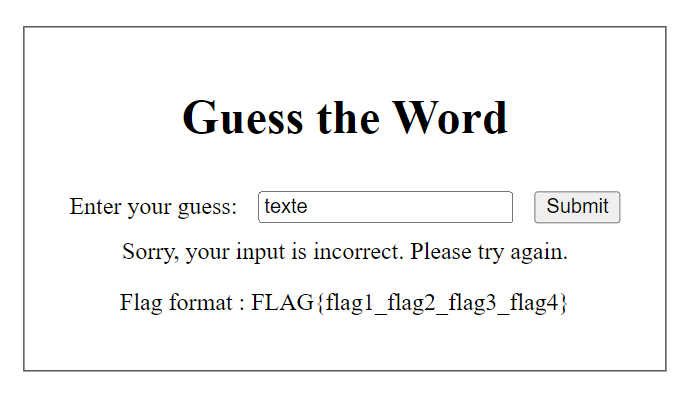 Guess the Word
Enter your guess: texte Submit
Sorry, your input is incorrect. Please try again.
Flag format : FLAG{flag1_flag2_flag3_flag4}